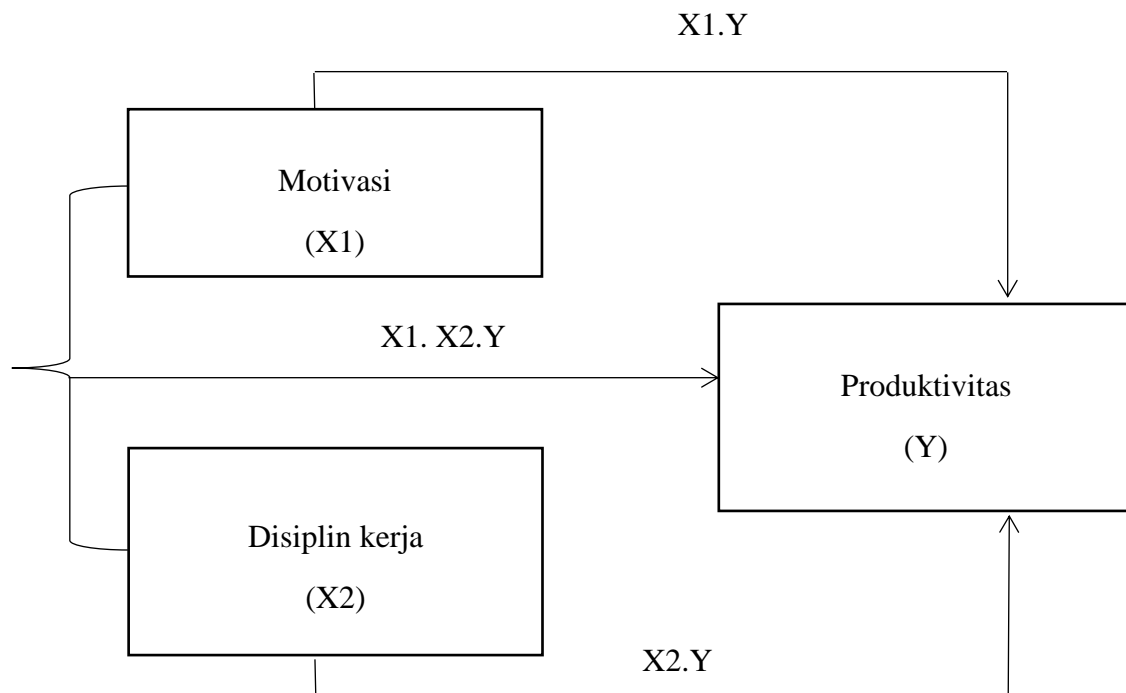 X1.Y
Motivasi
(X1)
X1. X2.Y
Produktivitas
(Y)
Disiplin kerja
(X2)
X2.Y